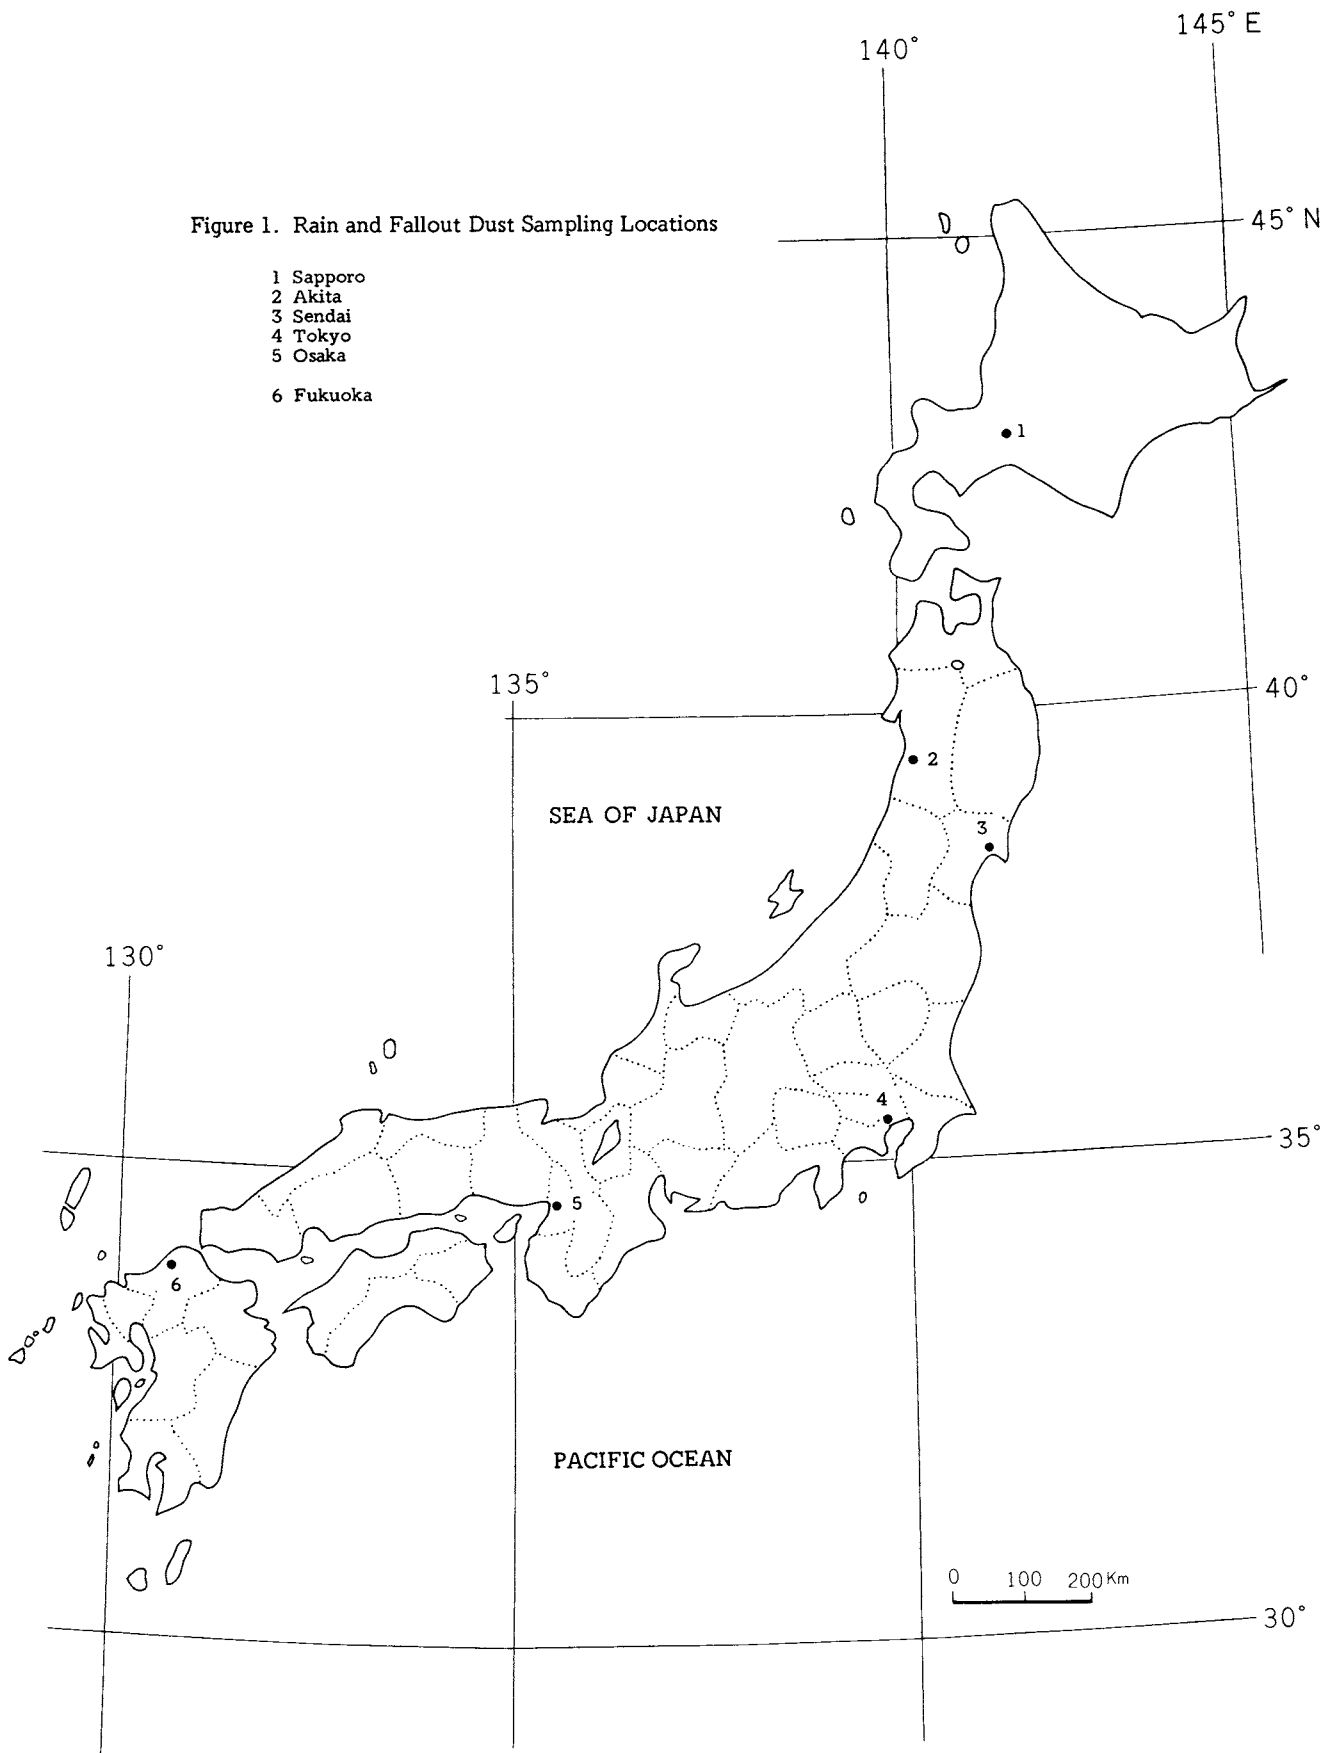 145° E
140°
Figure 1. Rain and Fallout Dust Sampling Locations
45° N
1 Sapporo
2 Akita
3 Sendai
4 Tokyo
5 Osaka
6 Fukuoka
1
135°
40°
2
SEA OF JAPAN
3
130°
4
35°
5
6
PACIFIC OCEAN
0 100 200 Km
30°